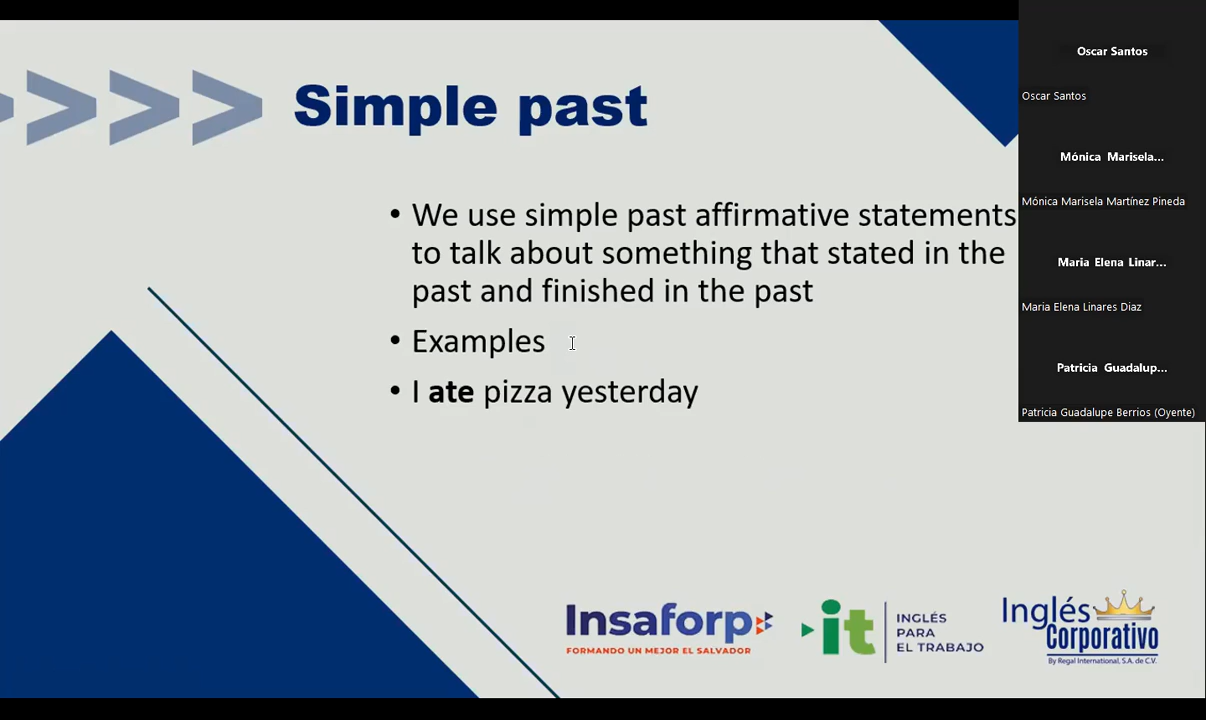 Simple past
• We use simple past affirmative statements
to talk about something that stated in the
past and finished in the past
• Examples
• I ate pizza yesterday
Oscar Santos
Oscar Santos
Mónica Marisela...
Mónica Marisela Martínez Pineda
Maria Elena Linar...
Maria Elena Linares Diaz
Patricia Guadalup...
Patricia Guadalupe Berrios (Oyente)
Insaforp
FORMANDO UN MEJOR EL SALVADOR
it
INGLÉS
PARA
EL TRABAJO
Inglés
Corporativo
By Regal International, S.A. de C.V.